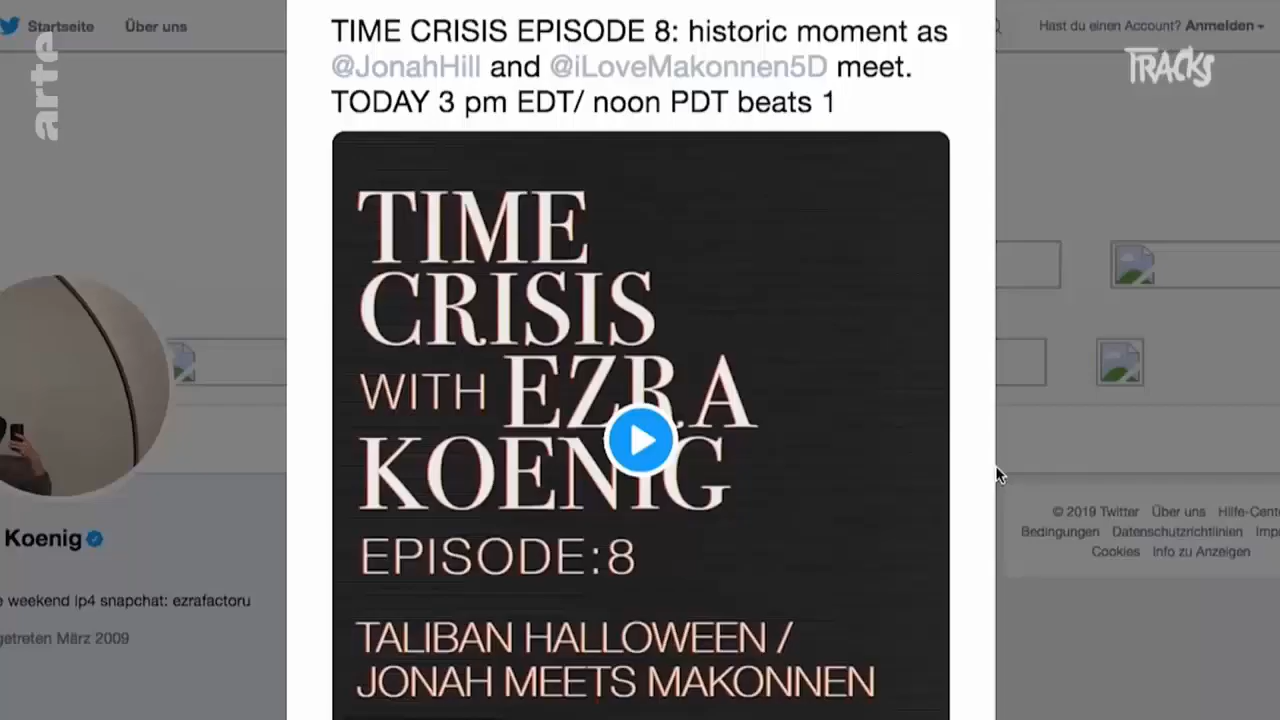 Startseite Über uns
Hast du einen Account? Anmelden
arte
TRACKS
TIME CRISIS EPISODE 8: historic moment as
@JonahHill and @iLoveMakonnen5D meet.
TODAY 3 pm EDT/ noon PDT beats 1
TIME
CRISIS
WITH EZRA
KOENIG
EPISODE:8
TALIBAN HALLOWEEN /
JONAH MEETS MAKONNEN
Koenig
weekend lp4 snapchat: ezrafactoru
getreten März 2009
© 2019 Twitter Über uns Hilfe-Cent
Bedingungen Datenschutzrichtlinien Imp
Cookies Info zu Anzeigen